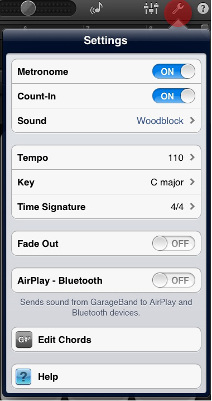 ?
Settings
Metronome ON
Count-In ON
Sound Woodblock >
Tempo 110 >
Key C major >
Time Signature 4/4 >
Fade Out OFF
AirPlay - Bluetooth OFF
Sends sound from GarageBand to AirPlay and
Bluetooth devices.
Edit Chords
? Help